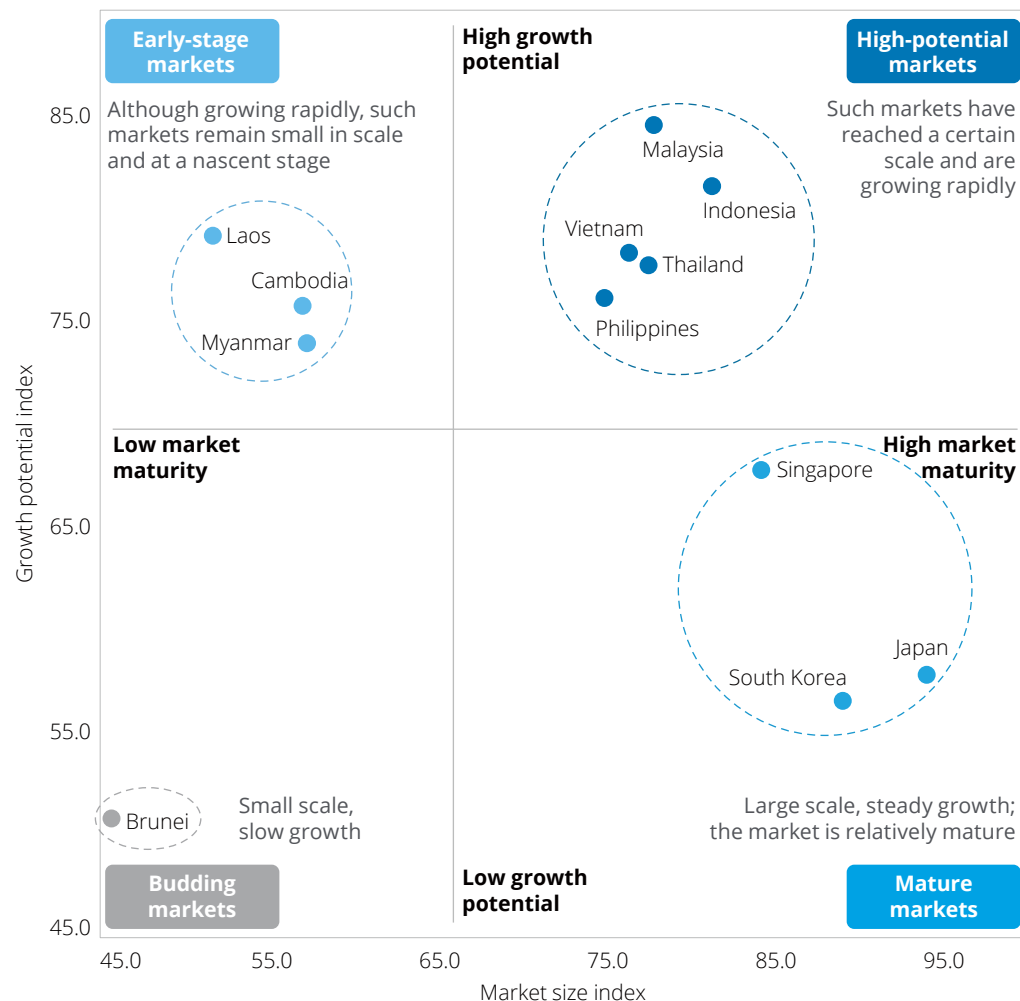 Early-stage
markets
High growth
potential
High-potential
markets
Although growing rapidly, such
markets remain small in scale
and at a nascent stage
Such markets have
reached a certain
scale and are
growing rapidly
85.0
Malaysia
Indonesia
Laos
Vietnam
Thailand
Cambodia
Philippines
75.0
Myanmar
Growth potential index
Low market
maturity
High market
maturity
Singapore
65.0
Japan
South Korea
55.0
Brunei
Small scale,
slow growth
Large scale, steady growth;
the market is relatively mature
Budding
markets
Low growth
potential
Mature
markets
45.0
45.0 55.0 65.0 75.0 85.0 95.0
Market size index